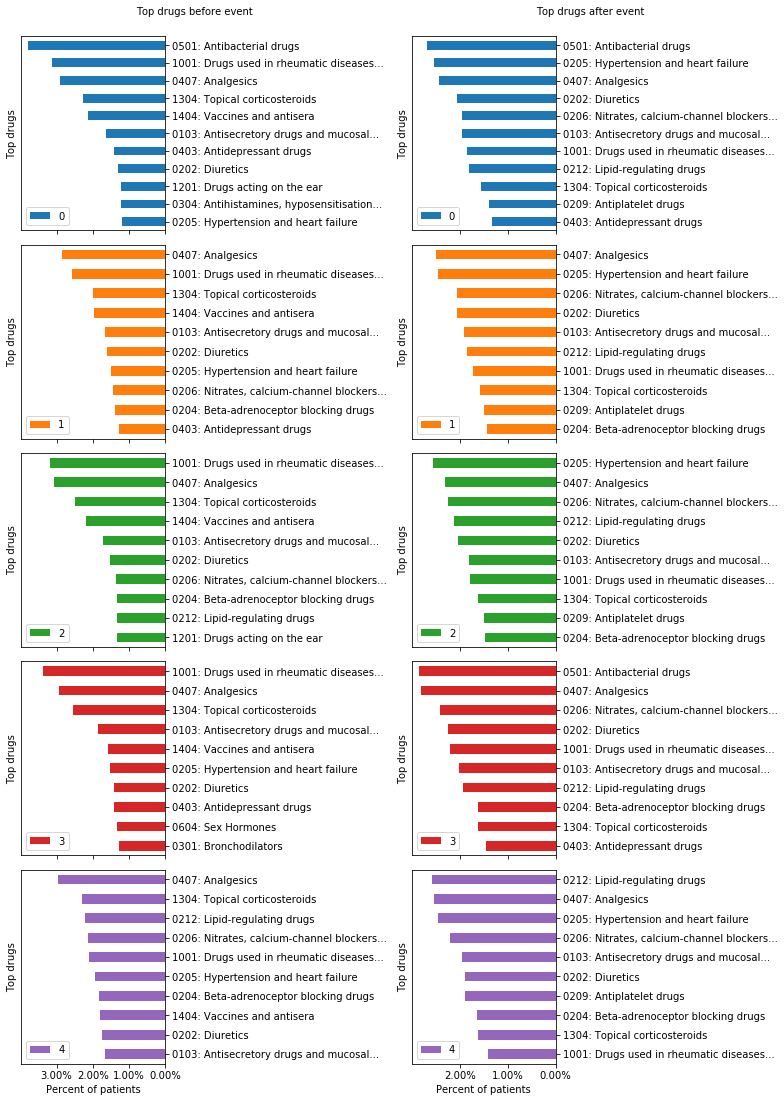 Top drugs before event
Top drugs after event
Top drugs
0501: Antibacterial drugs
1001: Drugs used in rheumatic diseases...
0407: Analgesics
1304: Topical corticosteroids
1404: Vaccines and antisera
0103: Antisecretory drugs and mucosal...
0403: Antidepressant drugs
0202: Diuretics
1201: Drugs acting on the ear
0304: Antihistamines, hyposensitisation...
0205: Hypertension and heart failure
0
Top drugs
0501: Antibacterial drugs
0205: Hypertension and heart failure
0407: Analgesics
0202: Diuretics
0206: Nitrates, calcium-channel blockers...
0103: Antisecretory drugs and mucosal...
1001: Drugs used in rheumatic diseases...
0212: Lipid-regulating drugs
1304: Topical corticosteroids
0209: Antiplatelet drugs
0403: Antidepressant drugs
0
Top drugs
0407: Analgesics
1001: Drugs used in rheumatic diseases...
1304: Topical corticosteroids
1404: Vaccines and antisera
0103: Antisecretory drugs and mucosal...
0202: Diuretics
0205: Hypertension and heart failure
0206: Nitrates, calcium-channel blockers...
0204: Beta-adrenoceptor blocking drugs
0403: Antidepressant drugs
1
Top drugs
0407: Analgesics
0205: Hypertension and heart failure
0206: Nitrates, calcium-channel blockers...
0202: Diuretics
0103: Antisecretory drugs and mucosal...
0212: Lipid-regulating drugs
1001: Drugs used in rheumatic diseases...
1304: Topical corticosteroids
0209: Antiplatelet drugs
0204: Beta-adrenoceptor blocking drugs
1
Top drugs
1001: Drugs used in rheumatic diseases...
0407: Analgesics
1304: Topical corticosteroids
1404: Vaccines and antisera
0103: Antisecretory drugs and mucosal...
0202: Diuretics
0206: Nitrates, calcium-channel blockers...
0204: Beta-adrenoceptor blocking drugs
0212: Lipid-regulating drugs
1201: Drugs acting on the ear
2
Top drugs
0205: Hypertension and heart failure
0407: Analgesics
0206: Nitrates, calcium-channel blockers...
0212: Lipid-regulating drugs
0202: Diuretics
0103: Antisecretory drugs and mucosal...
1001: Drugs used in rheumatic diseases...
1304: Topical corticosteroids
0209: Antiplatelet drugs
0204: Beta-adrenoceptor blocking drugs
2
Top drugs
1001: Drugs used in rheumatic diseases...
0407: Analgesics
1304: Topical corticosteroids
0103: Antisecretory drugs and mucosal...
1404: Vaccines and antisera
0205: Hypertension and heart failure
0202: Diuretics
0403: Antidepressant drugs
0604: Sex Hormones
0301: Bronchodilators
3
Top drugs
0501: Antibacterial drugs
0407: Analgesics
0206: Nitrates, calcium-channel blockers...
0202: Diuretics
1001: Drugs used in rheumatic diseases...
0103: Antisecretory drugs and mucosal...
0212: Lipid-regulating drugs
0204: Beta-adrenoceptor blocking drugs
1304: Topical corticosteroids
0403: Antidepressant drugs
3
Top drugs
0407: Analgesics
1304: Topical corticosteroids
0212: Lipid-regulating drugs
0206: Nitrates, calcium-channel blockers...
1001: Drugs used in rheumatic diseases...
0205: Hypertension and heart failure
0204: Beta-adrenoceptor blocking drugs
1404: Vaccines and antisera
0202: Diuretics
0103: Antisecretory drugs and mucosal...
4
3.00% 2.00% 1.00% 0.00%
Percent of patients
Top drugs
0212: Lipid-regulating drugs
0407: Analgesics
0205: Hypertension and heart failure
0206: Nitrates, calcium-channel blockers...
0103: Antisecretory drugs and mucosal...
0202: Diuretics
0209: Antiplatelet drugs
0204: Beta-adrenoceptor blocking drugs
1304: Topical corticosteroids
1001: Drugs used in rheumatic diseases...
4
2.00% 1.00% 0.00%
Percent of patients